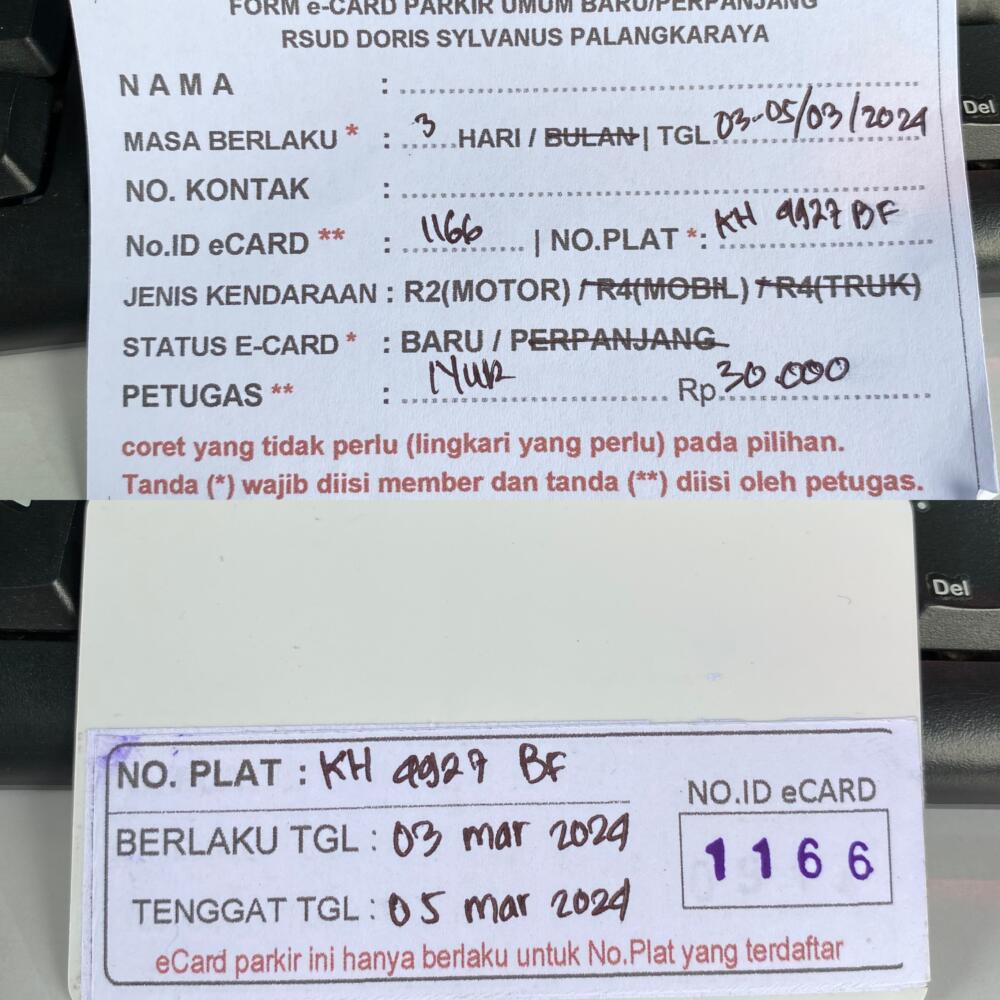 FORM e-CARD PARKIR UMUM BARU/PERPANJANG
RSUD DORIS SYLVANUS PALANGKARAYA
N A M A :
MASA BERLAKU * : 3 HARI / BULAN | TGL. 03-05/03/2024
NO. KONTAK :
No.ID eCARD ** : 1166 | NO.PLAT *: KH 9927 BF
JENIS KENDARAAN : R2(MOTOR) / R4(MOBIL) / R4(TRUK)
STATUS E-CARD * : BARU / PERPANJANG
PETUGAS ** : Nur Rp. 30.000
coret yang tidak perlu (lingkari yang perlu) pada pilihan.
Tanda (*) wajib diisi member dan tanda (**) diisi oleh petugas.
Del
Del
NO. PLAT : KH 9927 BF
BERLAKU TGL : 03 mar 2024
TENGGAT TGL : 05 mar 2024
NO.ID eCARD
1166
eCard parkir ini hanya berlaku untuk No.Plat yang terdaftar